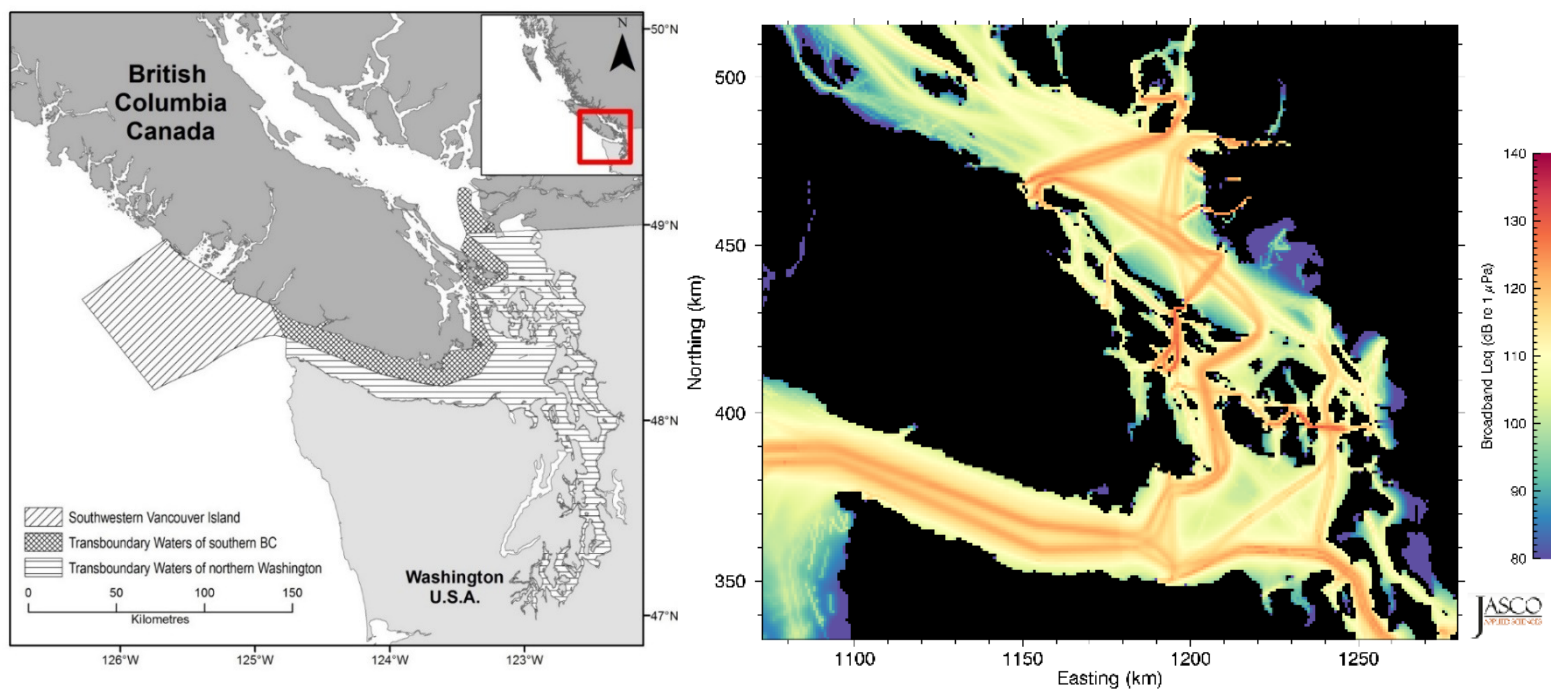 N
50°N
British
Columbia
Canada
49°N
48°N
Southwestern Vancouver Island
Transboundary Waters of southern BC
Transboundary Waters of northern Washington
0 50 100 150
Kilometres
Washington
U.S.A.
47°N
126°W 125°W 124°W 123°W
500
450
400
350
Northing (km)
1100 1150 1200 1250
Easting (km)
140
130
120
110
100
90
80
Broadband Leq (dB re 1 μPa)
JASCO
APPLIED SCIENCES